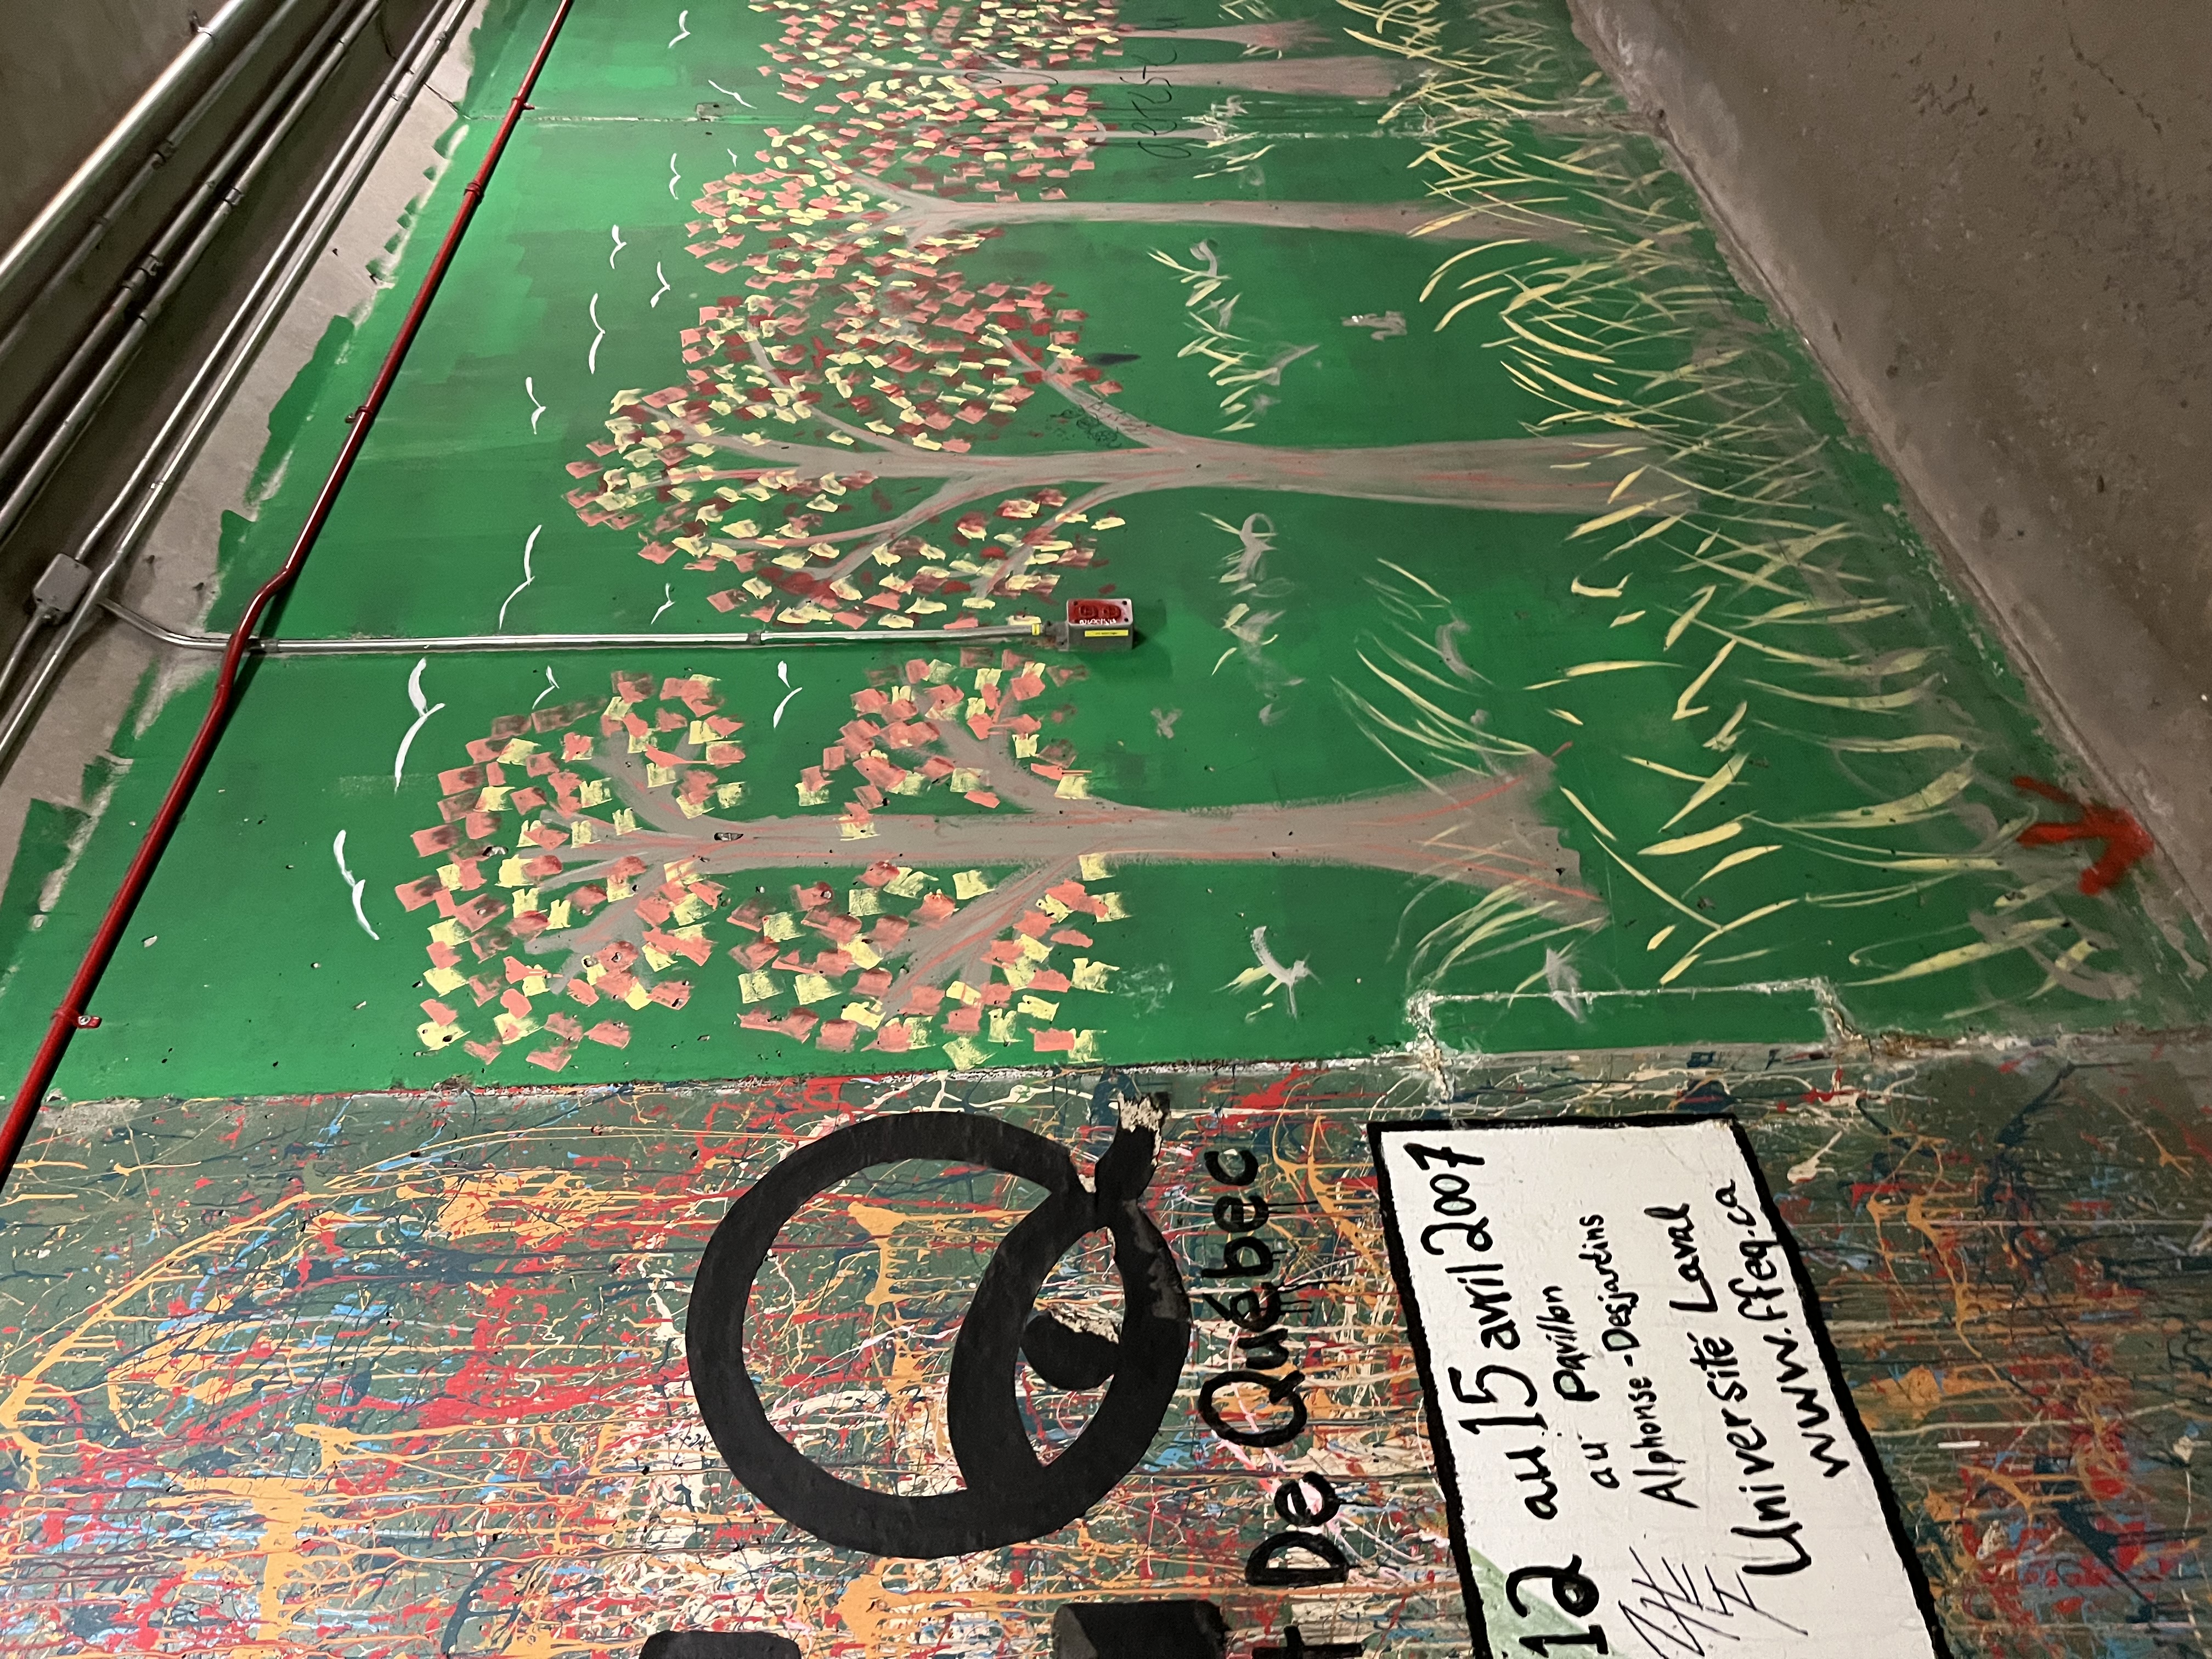 Q
t De Québec
12 au 15 avril 2007
au Pavillon
Alphonse-Desjardins
Université Laval
www.ffeq.ca